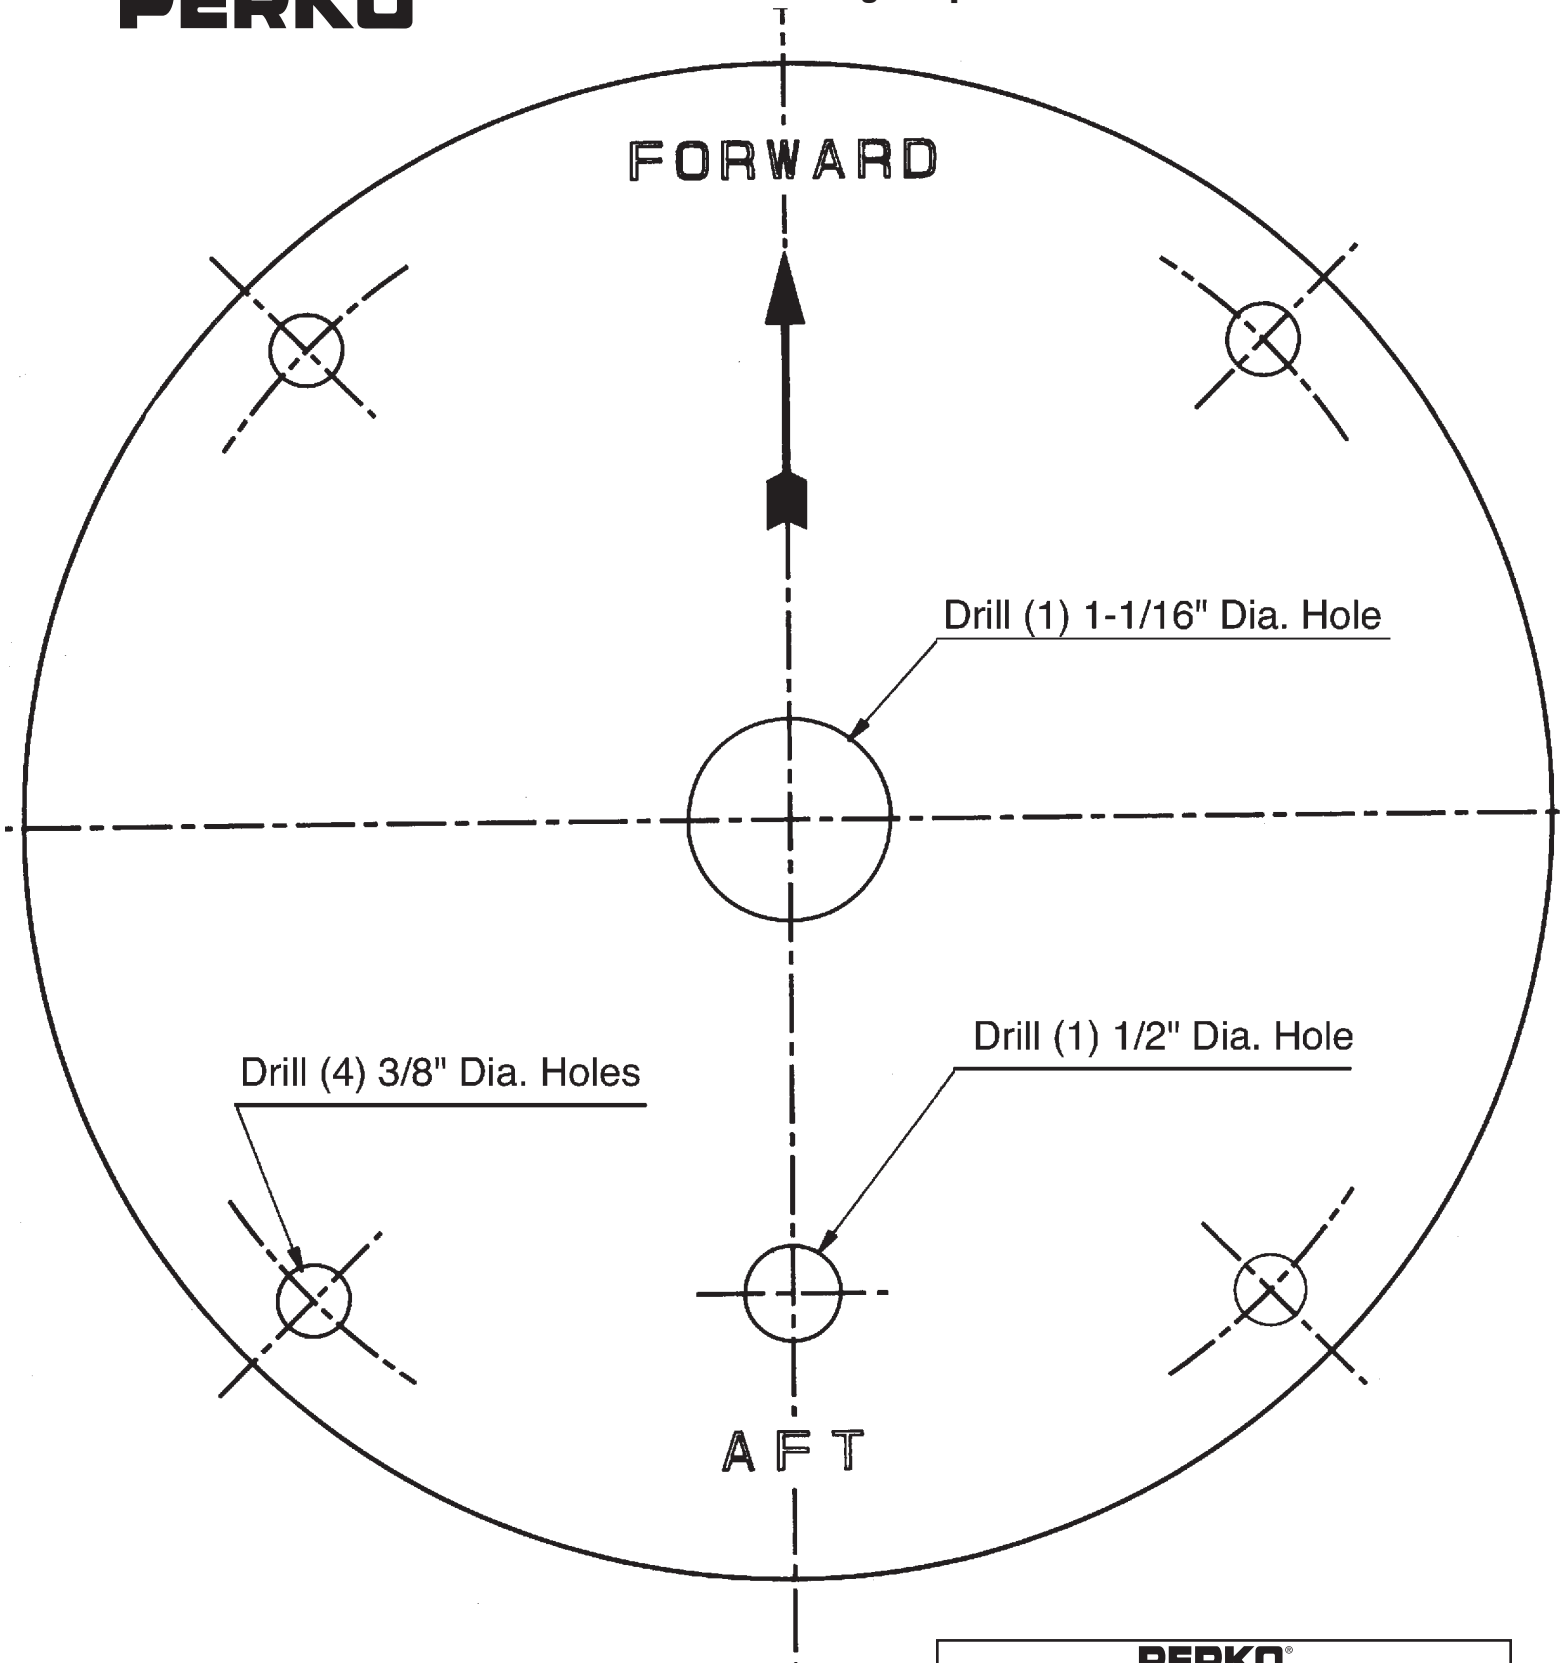 PERKO
FORWARD
Drill (1) 1-1/16" Dia. Hole
Drill (1) 1/2" Dia. Hole
Drill (4) 3/8" Dia. Holes
AFT
PERKO®